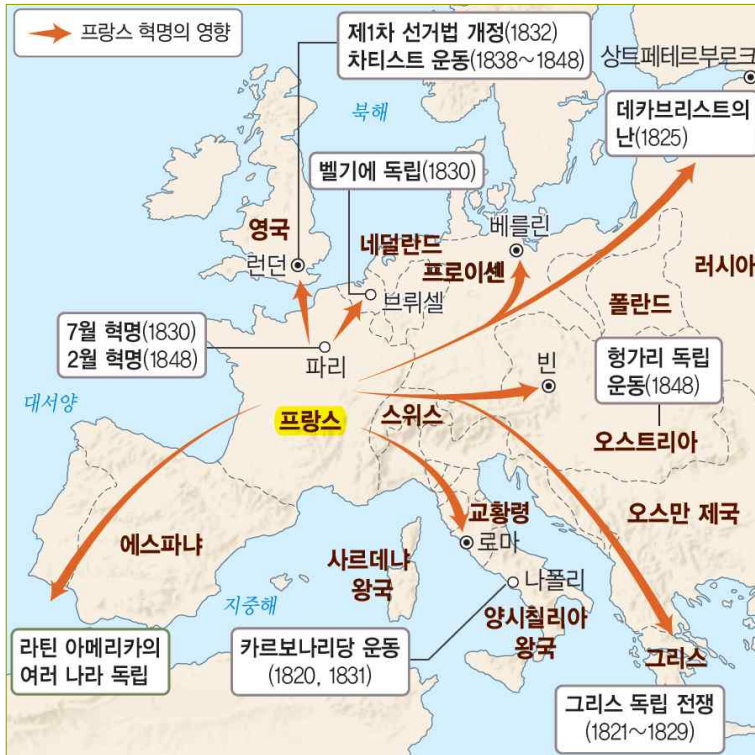 프랑스 혁명의 영향
제1차 선거법 개정(1832)
차티스트 운동(1838~1848)
상트페테르부르크
북해
데카브리스트의
난(1825)
벨기에 독립(1830)
영국
런던
네덜란드
베를린
프로이센
러시아
브뤼셀
폴란드
7월 혁명(1830)
2월 혁명(1848)
파리
빈
헝가리 독립
운동(1848)
대서양
프랑스
스위스
오스트리아
에스파냐
교황령
로마
오스만 제국
사르데냐
왕국
나폴리
지중해
양시칠리아
왕국
라틴 아메리카의
여러 나라 독립
카르보나리당 운동
(1820, 1831)
그리스
그리스 독립 전쟁
(1821~1829)